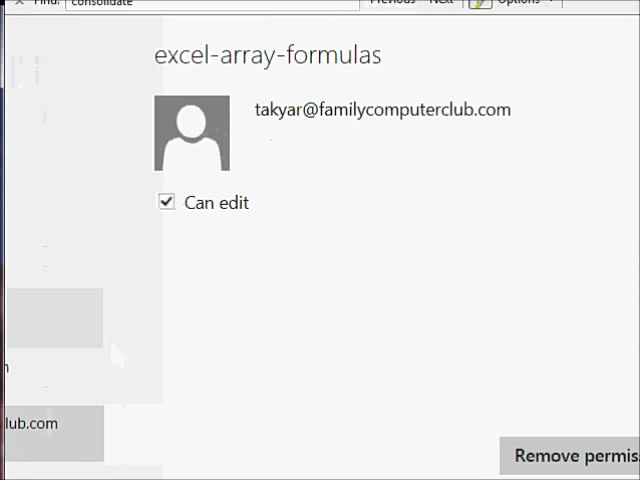 Find: consolidate Previous Next Options
excel-array-formulas
takyar@familycomputerclub.com
Can edit
lub.com
Remove permis